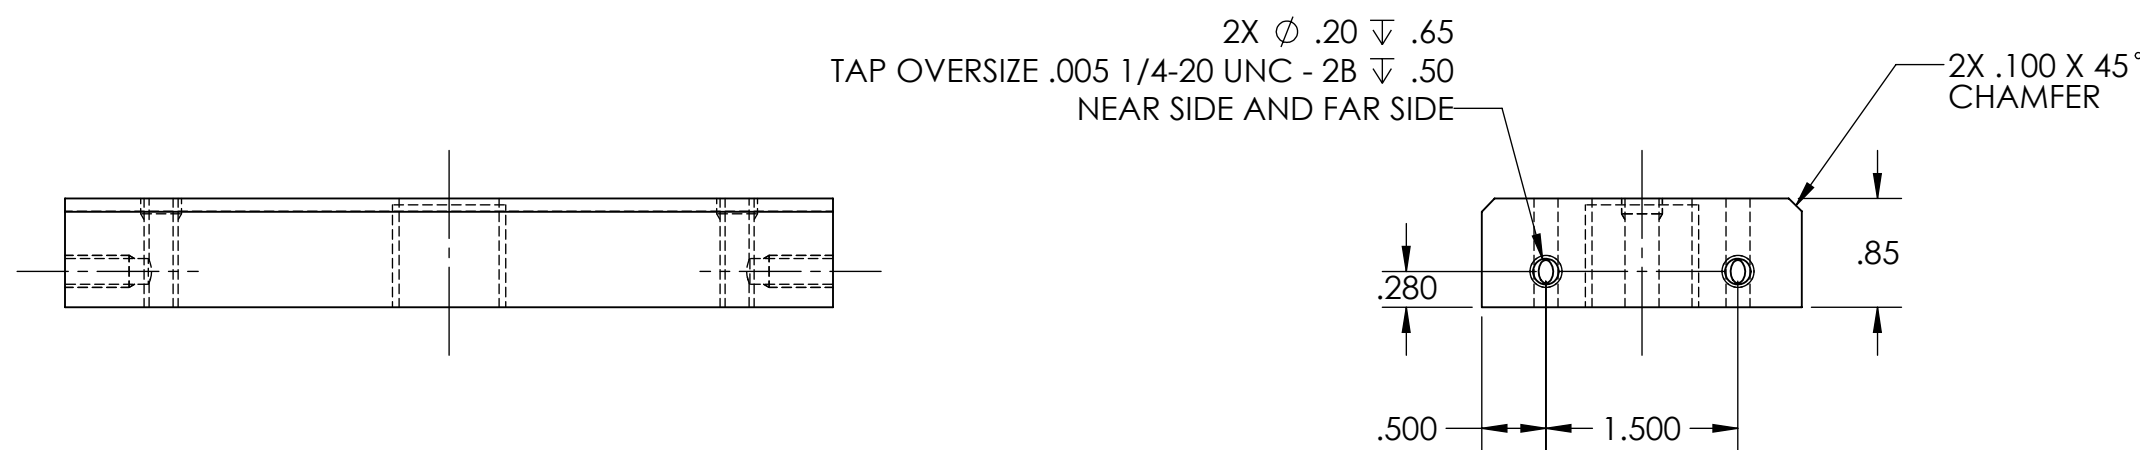 2X ⌀ .20 ↧ .65
TAP OVERSIZE .005 1/4-20 UNC - 2B ↧ .50
NEAR SIDE AND FAR SIDE
2X .100 X 45°
CHAMFER
.85
.280
.500
1.500